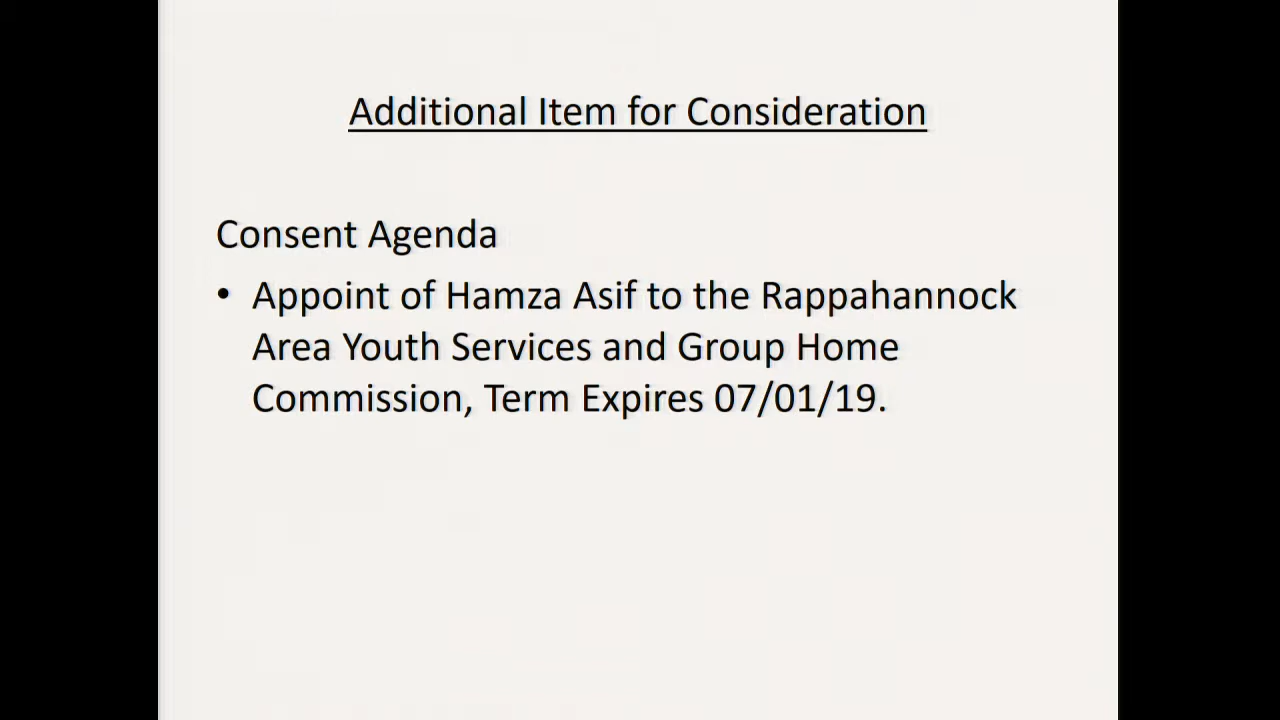 Additional Item for Consideration
Consent Agenda
• Appoint of Hamza Asif to the Rappahannock
Area Youth Services and Group Home
Commission, Term Expires 07/01/19.